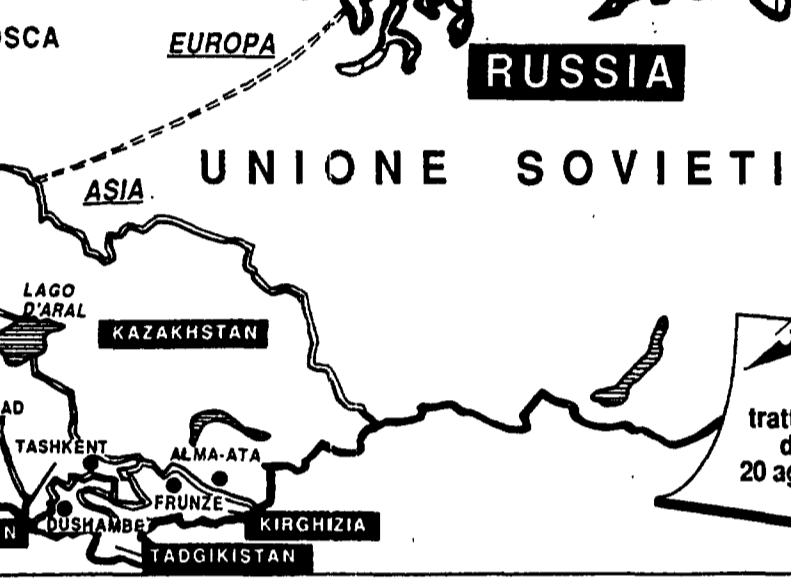 OSCA
EUROPA
RUSSIA
UNIONE SOVIETI
ASIA
LAGO
D'ARAL
KAZAKHSTAN
AD
TASHKENT
ALMA-ATA
FRUNZE
DUSHAMBE
N
KIRGHIZIA
TADGIKISTAN
tratt
d
20 ag